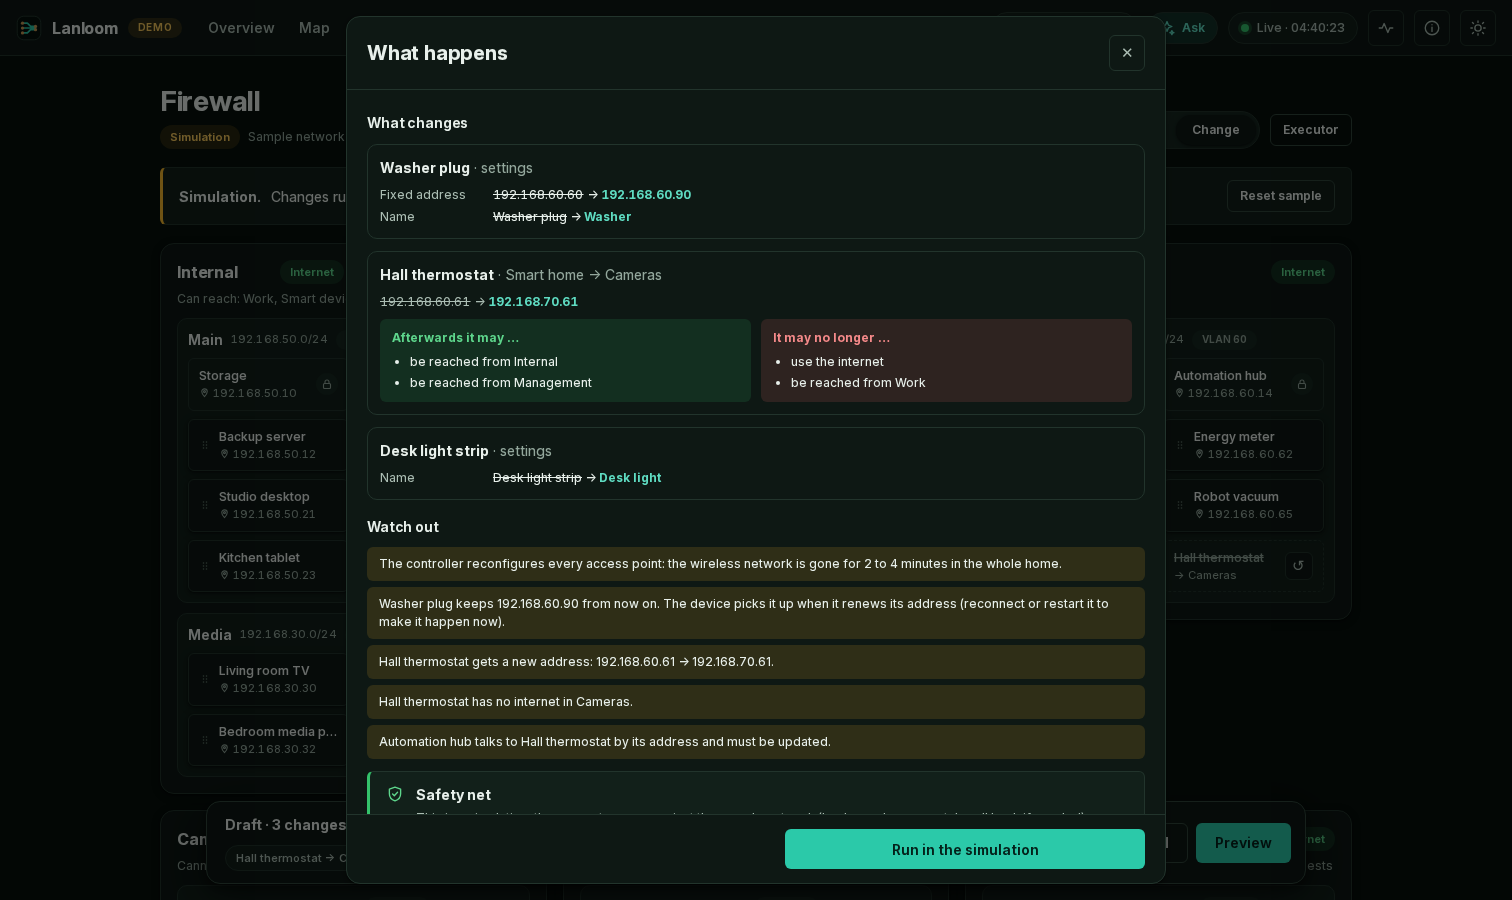 Lanloom DEMO Overview Map Ask Live · 04:40:23
What happens
Firewall
Simulation Sample network
Change Executor
Simulation. Changes ru
Reset sample
Internal Internet
Can reach: Work, Smart devi
Main 192.168.50.0/24
Storage
192.168.50.10
Backup server
192.168.50.12
Studio desktop
192.168.50.21
Kitchen tablet
192.168.50.23
Media 192.168.30.0/24
Living room TV
192.168.30.30
Bedroom media p...
192.168.30.32
What changes
Washer plug · settings
Fixed address 192.168.60.60 → 192.168.60.90
Name Washer plug → Washer
Hall thermostat · Smart home → Cameras
192.168.60.61 → 192.168.70.61
Afterwards it may ...
• be reached from Internal
• be reached from Management
It may no longer ...
• use the internet
• be reached from Work
Desk light strip · settings
Name Desk light strip → Desk light
Watch out
The controller reconfigures every access point: the wireless network is gone for 2 to 4 minutes in the whole home.
Washer plug keeps 192.168.60.90 from now on. The device picks it up when it renews its address (reconnect or restart it to
make it happen now).
Hall thermostat gets a new address: 192.168.60.61 → 192.168.70.61.
Hall thermostat has no internet in Cameras.
Automation hub talks to Hall thermostat by its address and must be updated.
Safety net
Run in the simulation
Internet
/24 VLAN 60
Automation hub
192.168.60.14
Energy meter
192.168.60.62
Robot vacuum
192.168.60.65
Hall thermostat
→ Cameras
Draft · 3 changes
Hall thermostat → C
Preview
Can
Cann
net
ests